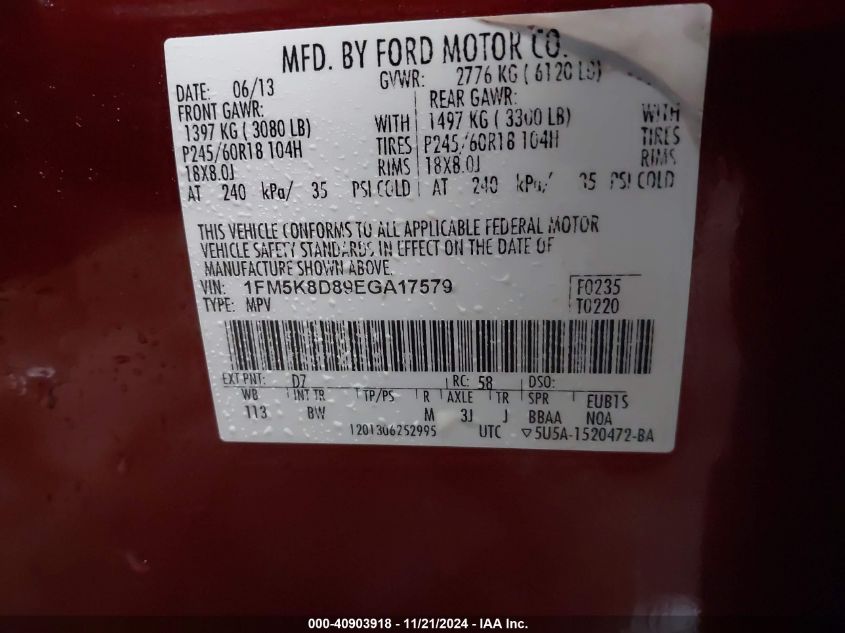 MFD. BY FORD MOTOR CO.
DATE: 06/13 GVWR: 2776 KG ( 6120 LB)
FRONT GAWR: REAR GAWR:
1397 KG ( 3080 LB) WITH 1497 KG ( 3300 LB) WITH
P245/60R18 104H TIRES P245/60R18 104H TIRES
18X8.0J RIMS 18X8.0J RIMS
AT 240 kPa/ 35 PSI COLD AT 240 kPa/ 35 PSI COLD
THIS VEHICLE CONFORMS TO ALL APPLICABLE FEDERAL MOTOR
VEHICLE SAFETY STANDARDS IN EFFECT ON THE DATE OF
MANUFACTURE SHOWN ABOVE.
VIN: 1FM5K8D89EGA17579 F0235
TYPE: MPV T0220
EXT PNT: D7 RC: 58 DSO:
WB INT TR TP/PS R AXLE TR SPR EUB1S
113 BW M 3J J BBAA N0A
1201306252995 UTC ▽5U5A-1520472-BA
000-40903918 - 11/21/2024 - IAA Inc.